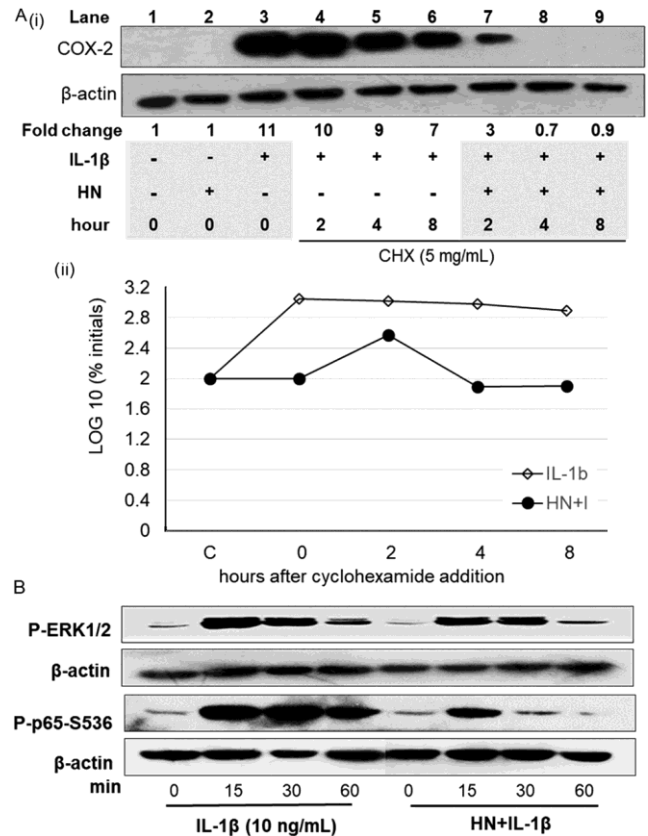 A (i)
Lane 1 2 3 4 5 6 7 8 9
COX-2
β-actin
Fold change 1 1 11 10 9 7 3 0.7 0.9
IL-1β - - + + + + + + +
HN - + - - - - + + +
hour 0 0 0 2 4 8 2 4 8
CHX (5 mg/mL)
(ii)
3.2
2.8
2.4
2
1.6
1.2
0.8
0.4
0
LOG 10 (% initials)
IL-1b
HN+I
C 0 2 4 8
hours after cyclohexamide addition
B
P-ERK1/2
β-actin
P-p65-S536
β-actin
min 0 15 30 60 0 15 30 60
IL-1β (10 ng/mL) HN+IL-1β